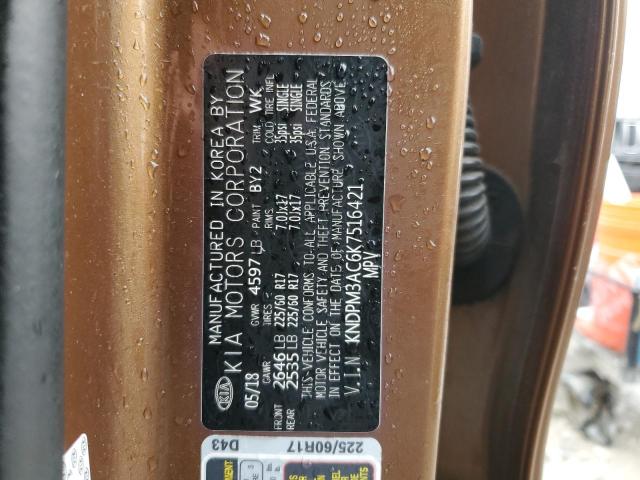 MANUFACTURED IN KOREA BY
KIA KIA MOTORS CORPORATION
05/18 GVWR 4597 LB PAINT BY2 TRIM WK
GAWR TIRES RIMS COLD TIRE INFL
FRONT 2646 LB 225/60 R17 7.0JX17 35psi SINGLE
REAR 2535 LB 225/60 R17 7.0JX17 35psi SINGLE
THIS VEHICLE CONFORMS TO ALL APPLICABLE U.S.A. FEDERAL
MOTOR VEHICLE SAFETY AND THEFT PREVENTION STANDARDS
IN EFFECT ON THE DATE OF MANUFACTURE SHOWN ABOVE.
V.I.N KNDPM3AC6K7516421
MPV
D43 225/60R17